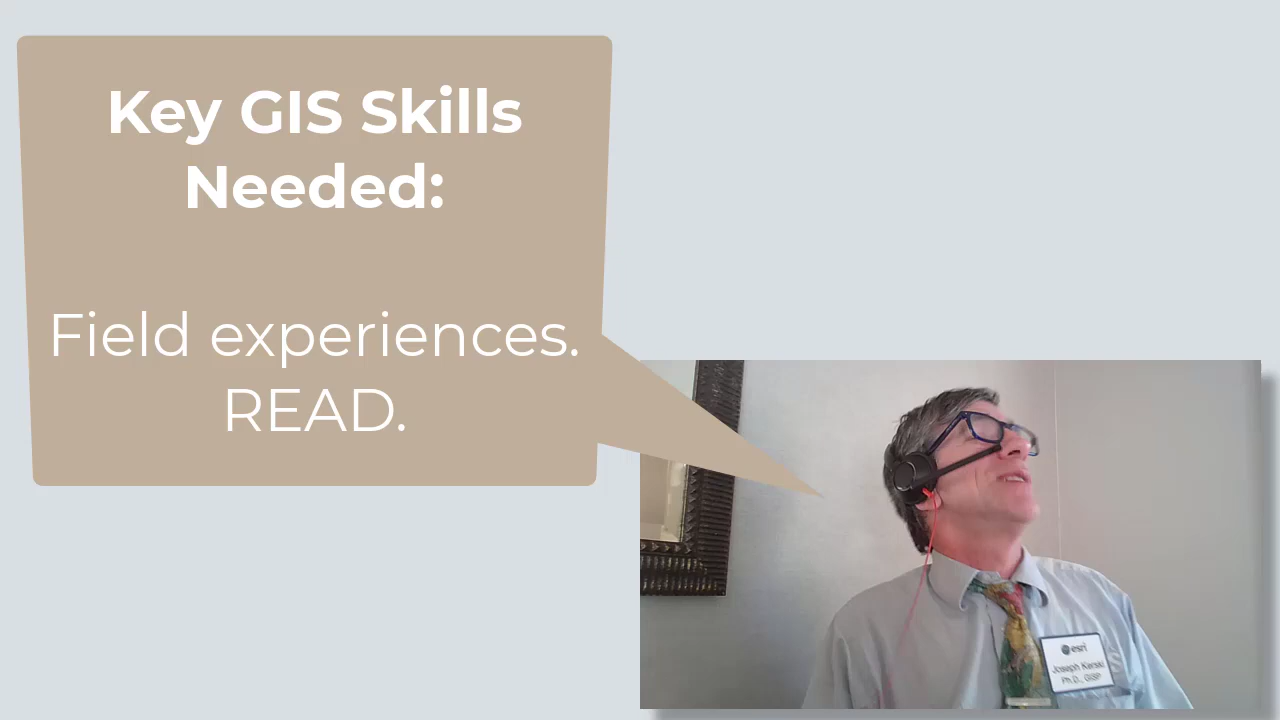 Key GIS Skills
Needed:
Field experiences.
READ.
esri
Joseph Kerski
Ph.D., GISP